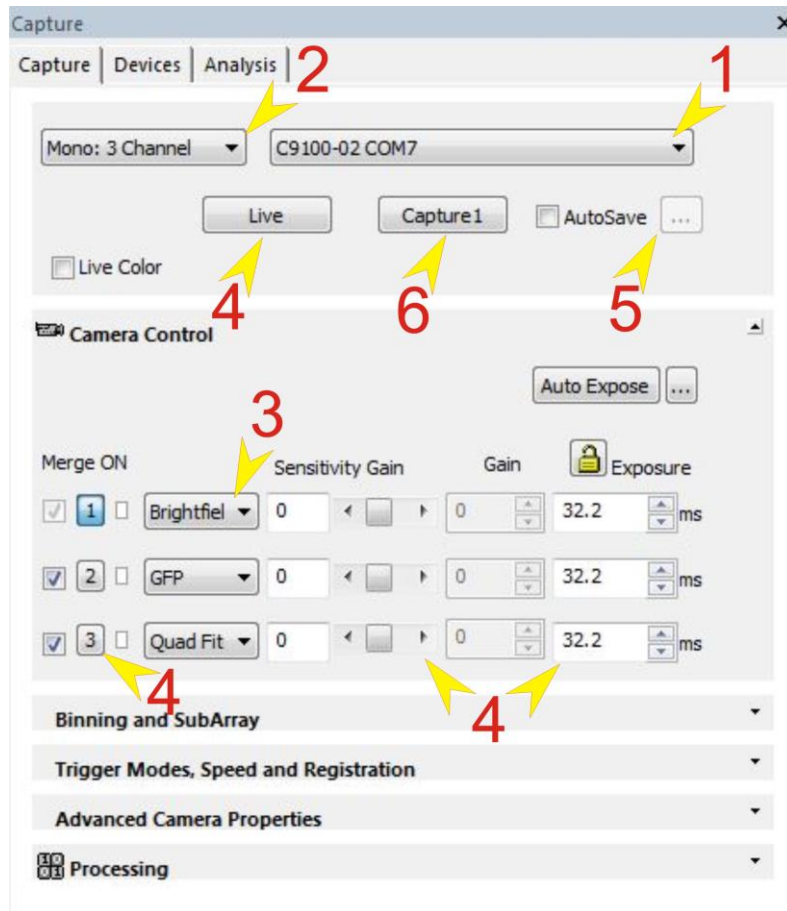 Capture
Capture Devices Analysis 2 1
Mono: 3 Channel C9100-02 COM7
Live Capture1 AutoSave ...
Live Color
4 6 5
Camera Control
Auto Expose ...
3
Merge ON Sensitivity Gain Gain Exposure
1 Brightfiel 0 0 32.2 ms
2 GFP 0 0 32.2 ms
3 Quad Fit 0 0 32.2 ms
4 4
Binning and SubArray
Trigger Modes, Speed and Registration
Advanced Camera Properties
Processing